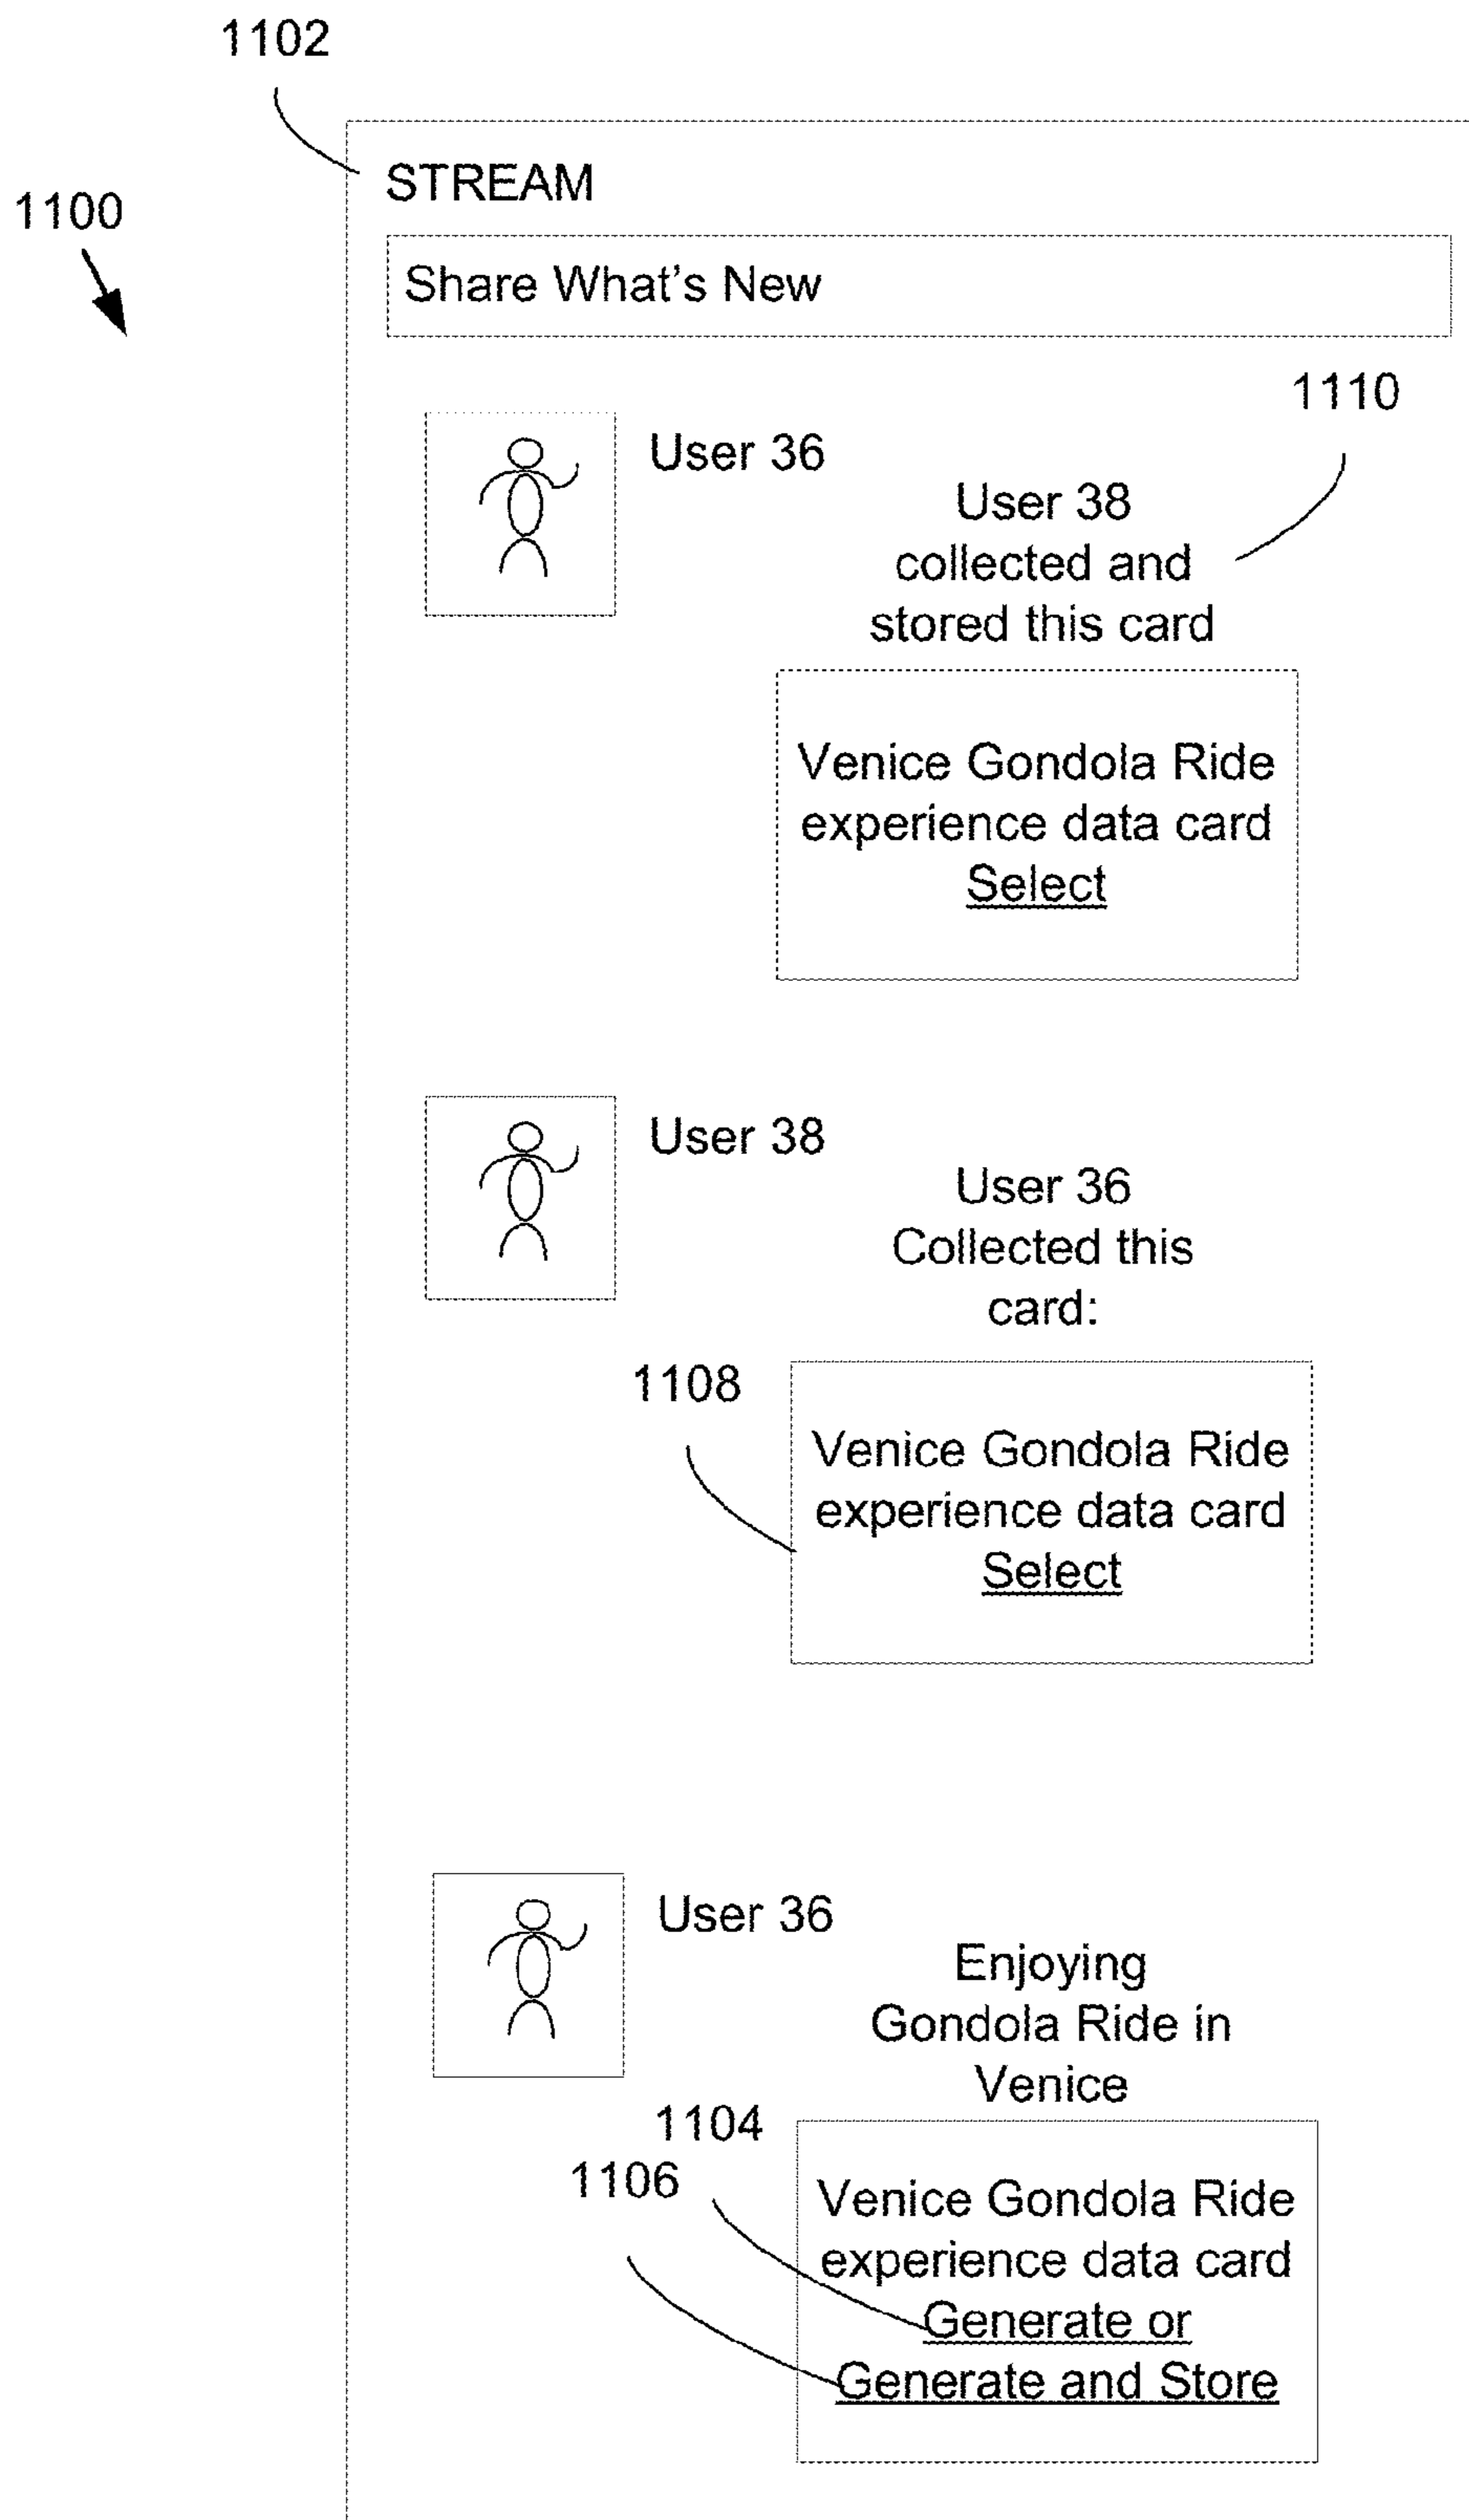 1102
STREAM
1100
Share What's New
1110
User 36
User 38
collected and
stored this card
Venice Gondola Ride
experience data card
Select
User 38
User 36
Collected this
card:
1108
Venice Gondola Ride
experience data card
Select
User 36
Enjoying
Gondola Ride in
Venice
1104
1106
Venice Gondola Ride
experience data card
Generate or
Generate and Store